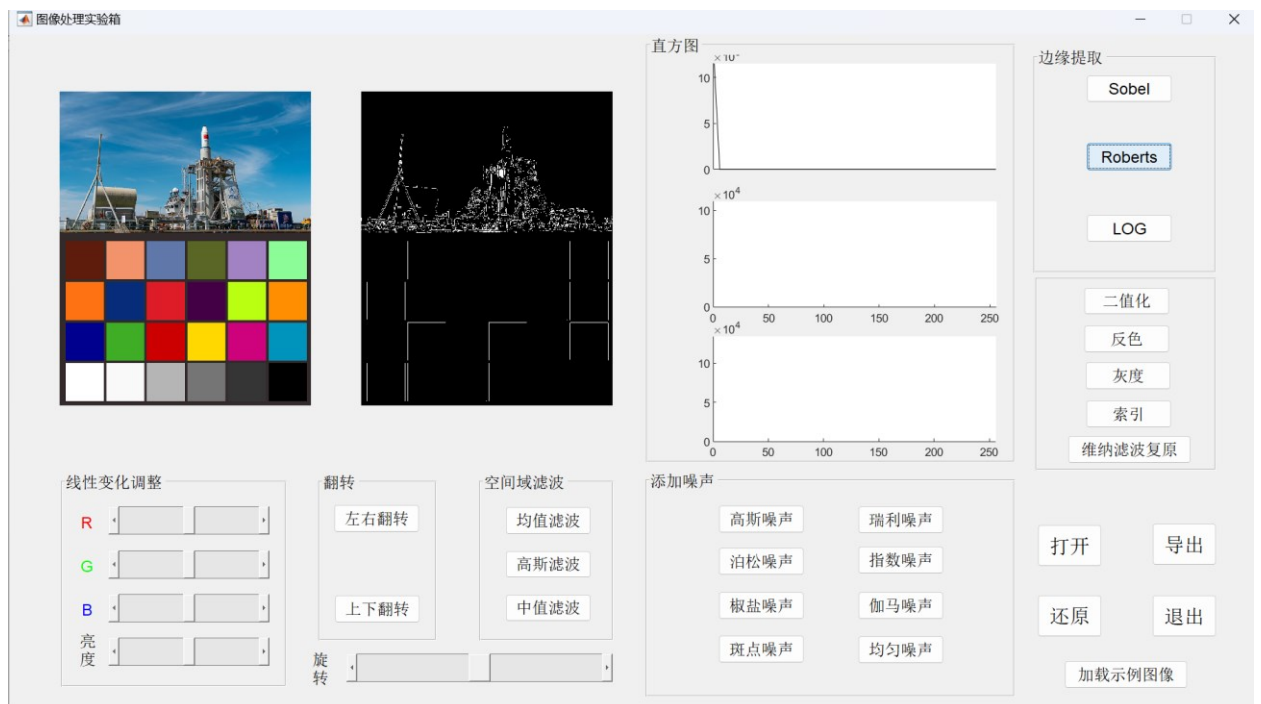 图像处理实验箱
直方图
×10
10
5
0
×10⁴
10
5
0
0 50 100 150 200 250
×10⁴
10
5
0
0 50 100 150 200 250
边缘提取
Sobel
Roberts
LOG
二值化
反色
灰度
索引
维纳滤波复原
线性变化调整
R
G
B
亮度
翻转
左右翻转
上下翻转
旋转
空间域滤波
均值滤波
高斯滤波
中值滤波
添加噪声
高斯噪声 瑞利噪声
泊松噪声 指数噪声
椒盐噪声 伽马噪声
斑点噪声 均匀噪声
打开 导出
还原 退出
加载示例图像